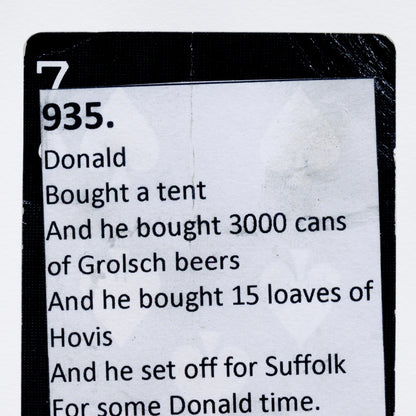 7
935.
Donald
Bought a tent
And he bought 3000 cans
of Grolsch beers
And he bought 15 loaves of
Hovis
And he set off for Suffolk
For some Donald time.